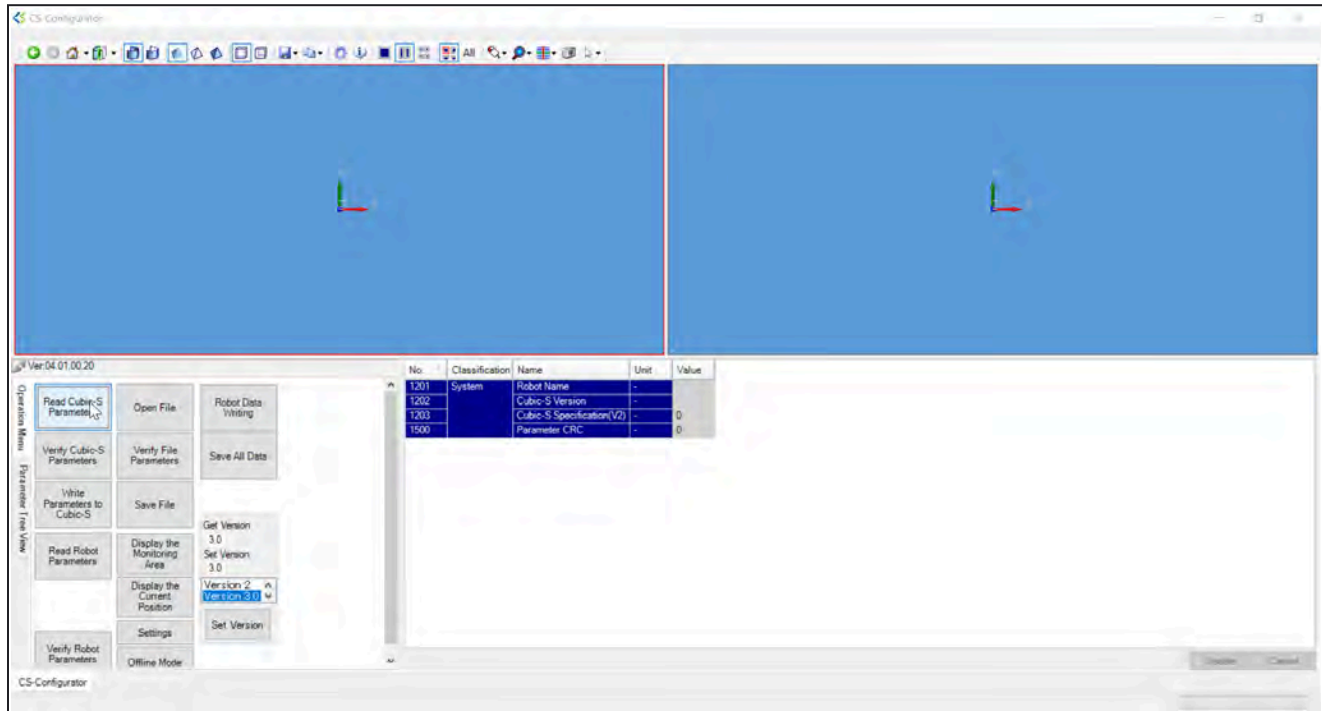 CS-Configurator
All
Ver:04.01.00.20
Operation Menu
Parameter Tree View
Read Cubic-S
Parameters
Open File
Robot Data
Writing
Verify Cubic-S
Parameters
Verify File
Parameters
Save All Data
Write
Parameters to
Cubic-S
Save File
Get Version
3.0
Set Version
3.0
Read Robot
Parameters
Display the
Monitoring
Area
Version 2
Version 3.0
Display the
Current
Position
Set Version
Settings
Verify Robot
Parameters
Offline Mode
No. Classification Name Unit Value
1201 System Robot Name -
1202 Cubic-S Version -
1203 Cubic-S Specification(V2) - 0
1500 Parameter CRC - 0
Cancel
CS-Configurator